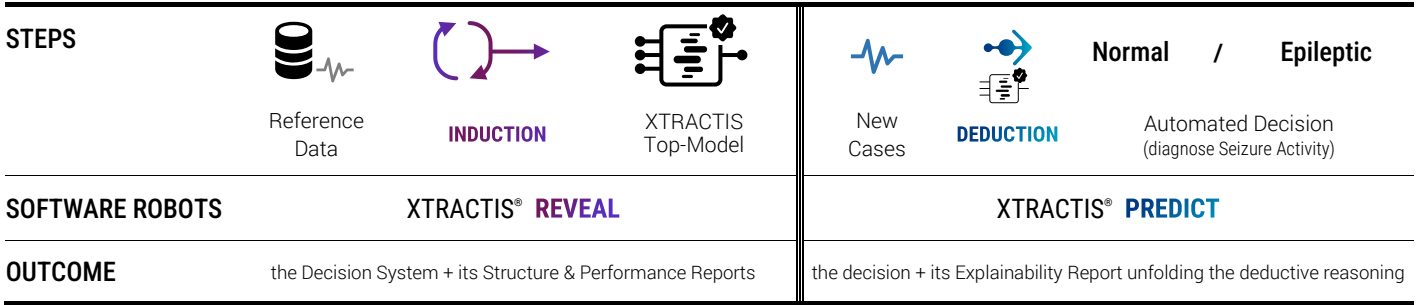 STEPS
Reference
Data
INDUCTION
XTRACTIS
Top-Model
New
Cases
DEDUCTION
Normal / Epileptic
Automated Decision
(diagnose Seizure Activity)
SOFTWARE ROBOTS
XTRACTIS® REVEAL
XTRACTIS® PREDICT
OUTCOME
the Decision System + its Structure & Performance Reports
the decision + its Explainability Report unfolding the deductive reasoning